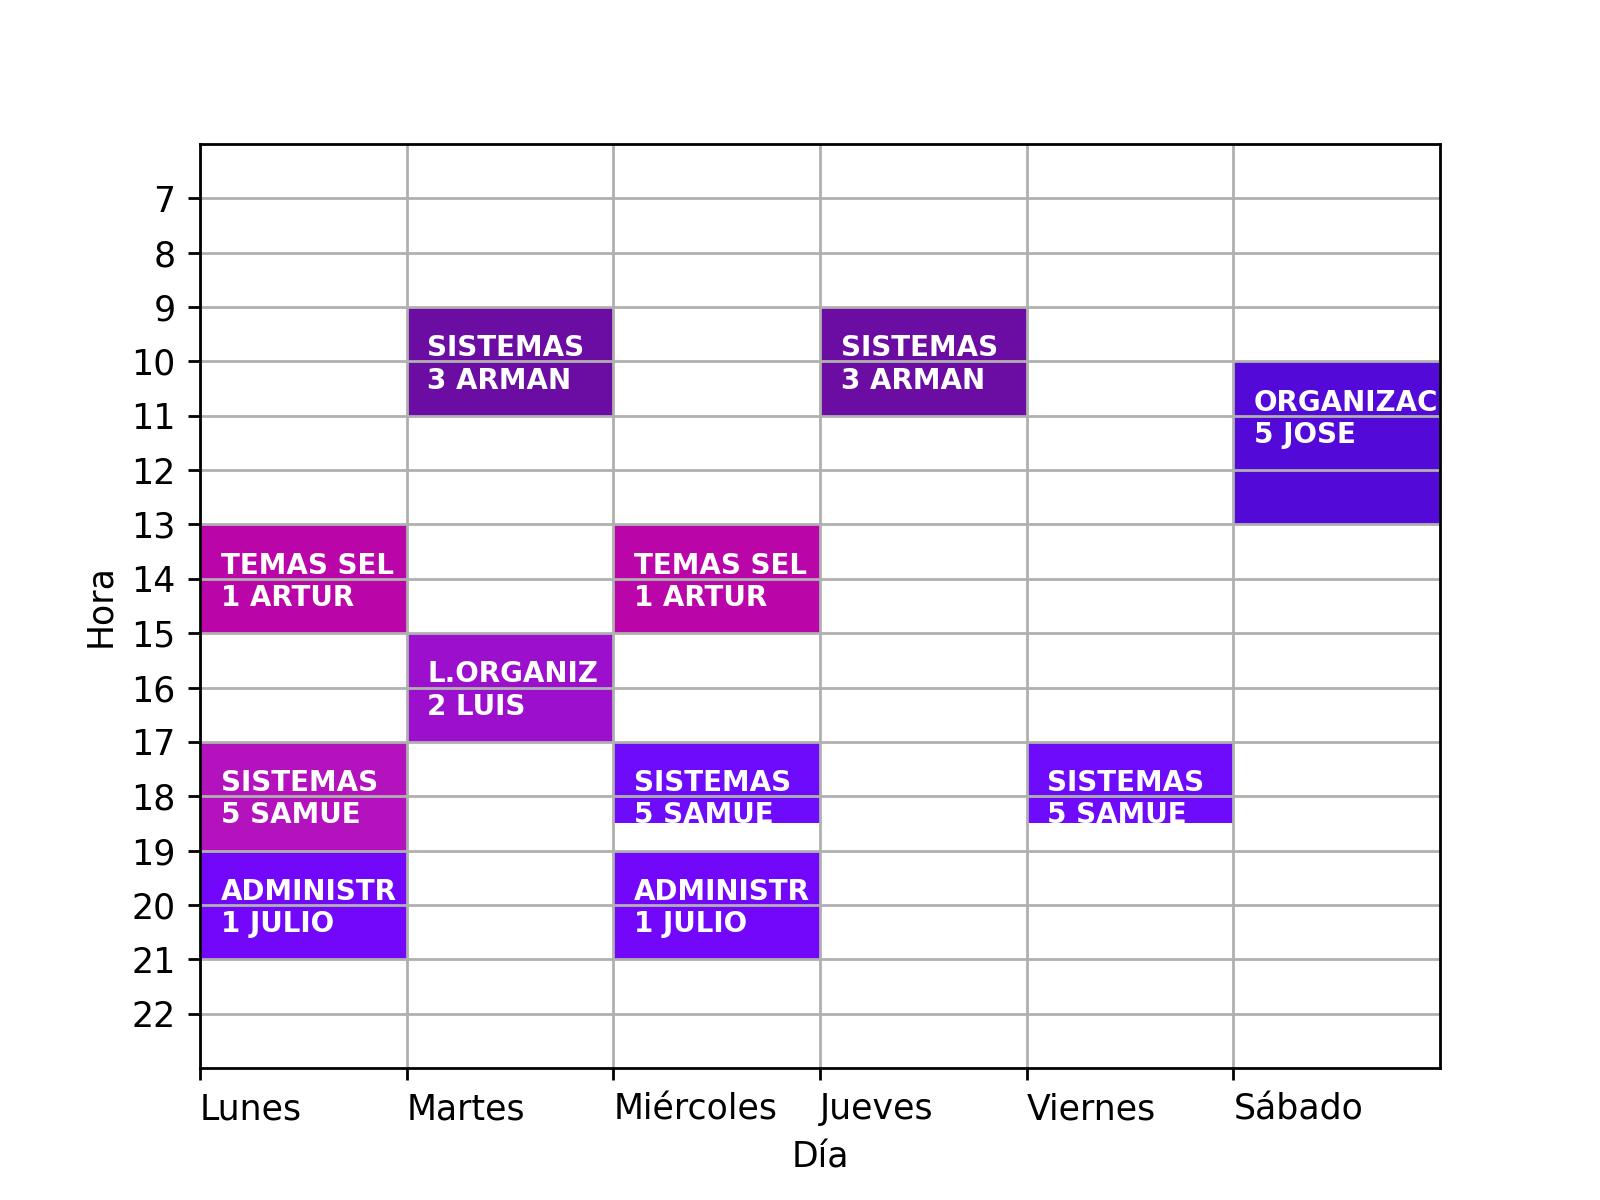 7
8
9
SISTEMAS
3 ARMAN
SISTEMAS
3 ARMAN
10
ORGANIZAC
5 JOSE
11
12
13
TEMAS SEL
1 ARTUR
TEMAS SEL
1 ARTUR
14
Hora
15
L.ORGANIZ
2 LUIS
16
17
SISTEMAS
5 SAMUE
SISTEMAS
5 SAMUE
SISTEMAS
5 SAMUE
18
19
ADMINISTR
1 JULIO
ADMINISTR
1 JULIO
20
21
22
Lunes Martes Miércoles Jueves Viernes Sábado
Día